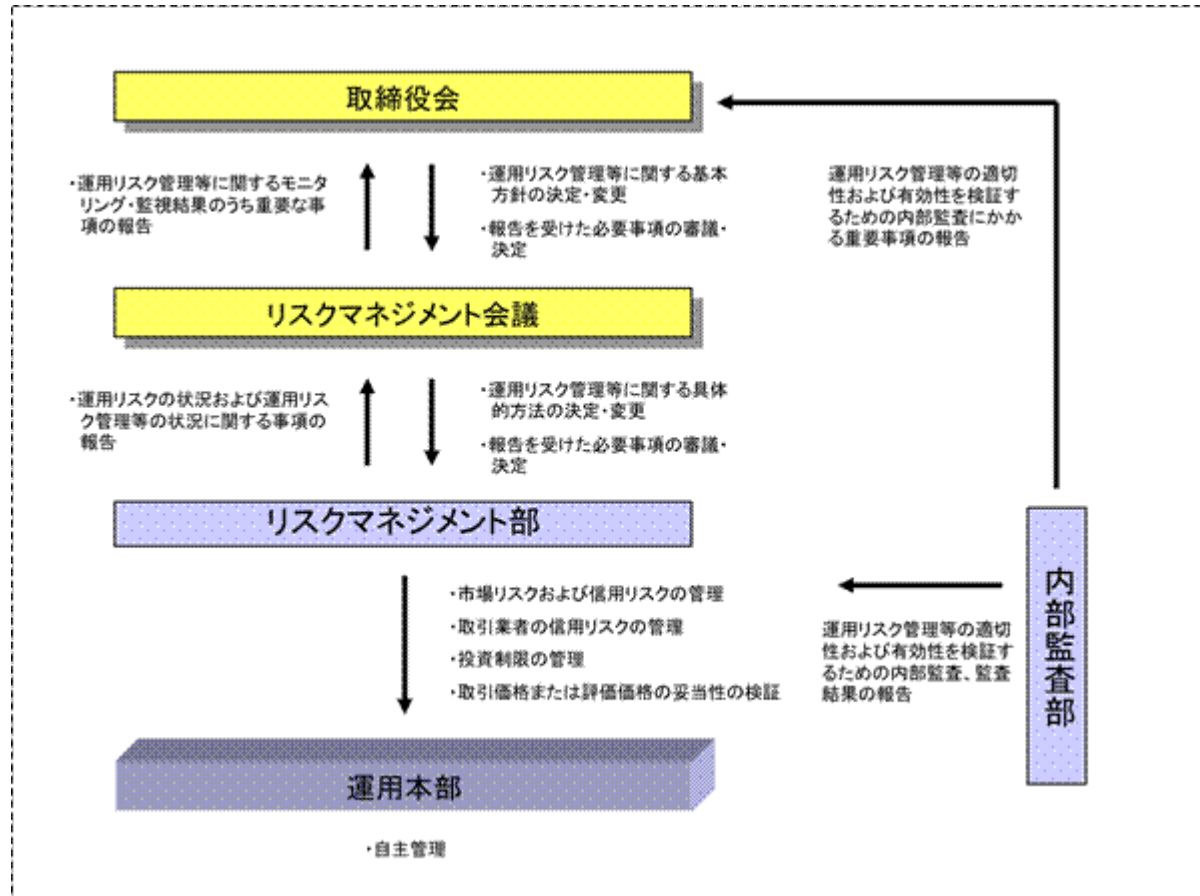 取締役会
・運用リスク管理等に関するモニ
タリング・監視結果のうち重要な事
項の報告
・運用リスク管理等に関する基本
方針の決定・変更
・報告を受けた必要事項の審議・
決定
運用リスク管理等の適切
性および有効性を検証す
るための内部監査にかか
る重要事項の報告
リスクマネジメント会議
・運用リスクの状況および運用リス
ク管理等の状況に関する事項の
報告
・運用リスク管理等に関する具体
的方法の決定・変更
・報告を受けた必要事項の審議・
決定
リスクマネジメント部
・市場リスクおよび信用リスクの管理
・取引業者の信用リスクの管理
・投資制限の管理
・取引価格または評価価格の妥当性の検証
運用リスク管理等の適切
性および有効性を検証す
るための内部監査、監査
結果の報告
内部監査部
運用本部
・自主管理